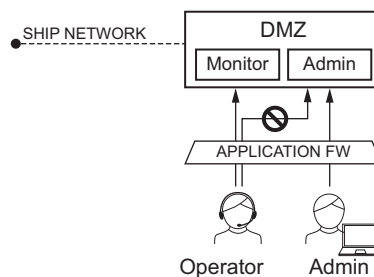 SHIP NETWORK
DMZ
Monitor
Admin
APPLICATION FW
Operator
Admin